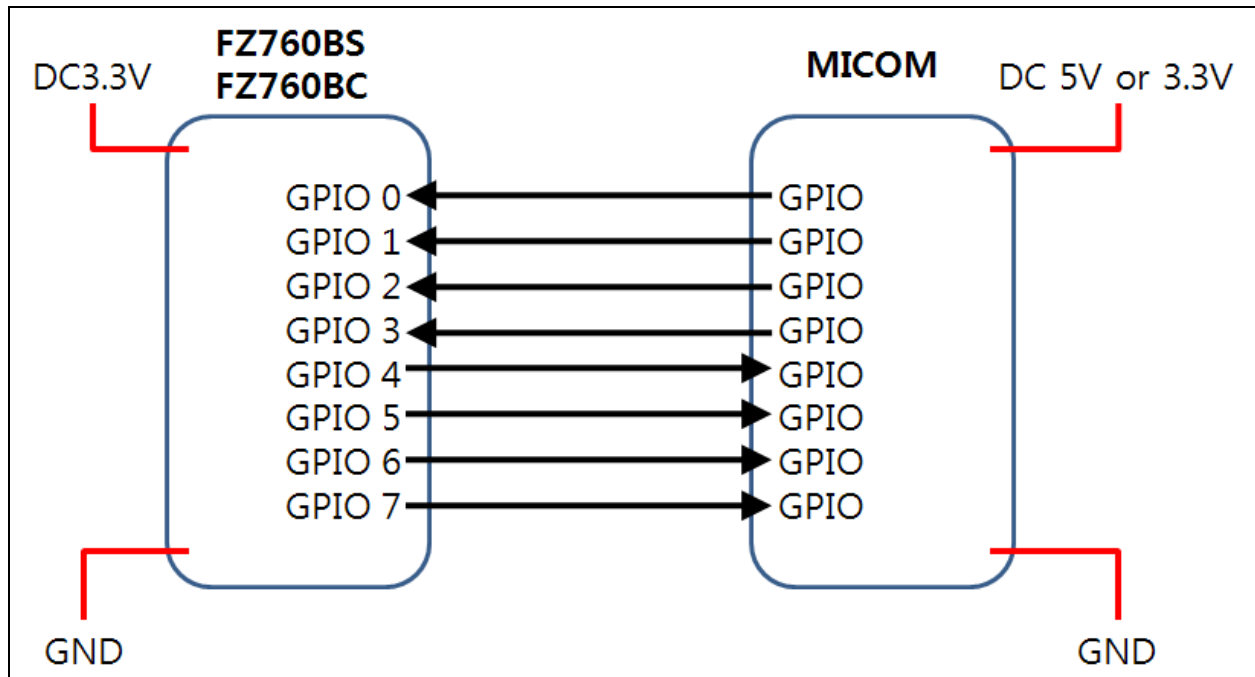 FZ760BS
FZ760BC
MICOM
DC3.3V
DC 5V or 3.3V
GPIO 0
GPIO
GPIO 1
GPIO
GPIO 2
GPIO
GPIO 3
GPIO
GPIO 4
GPIO
GPIO 5
GPIO
GPIO 6
GPIO
GPIO 7
GPIO
GND
GND